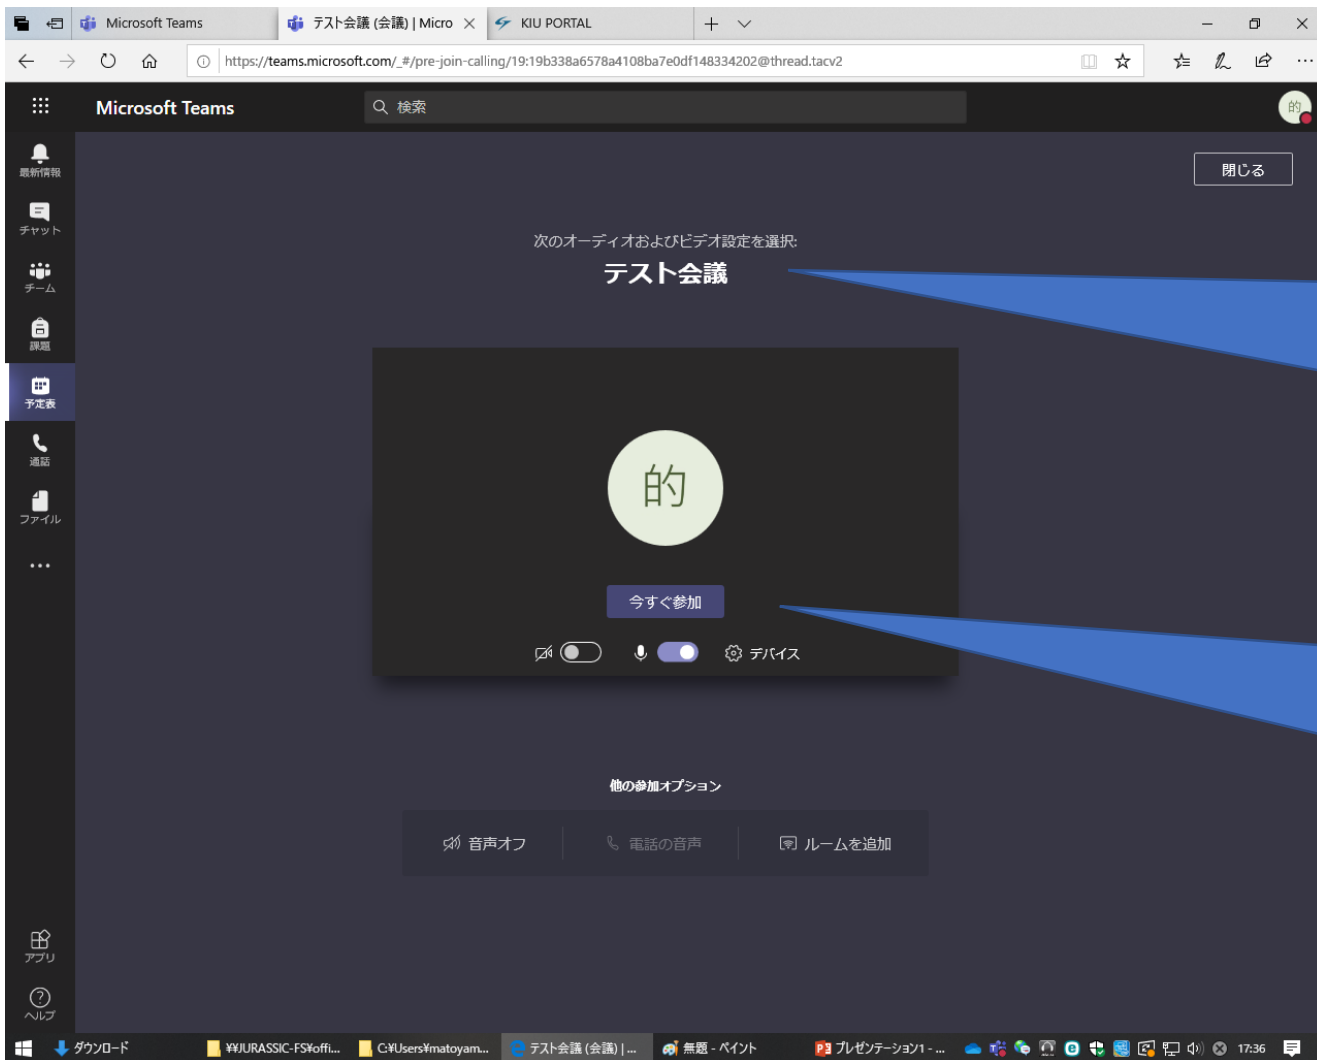 Microsoft Teams
テスト会議 (会議) | Micro
KIU PORTAL
https://teams.microsoft.com/_#/pre-join-calling/19:19b338a6578a4108ba7e0df148334202@thread.tacv2
Microsoft Teams
検索
的
最新情報
閉じる
チャット
次のオーディオおよびビデオ設定を選択:
テスト会議
チーム
課題
予定表
通話
的
ファイル
今すぐ参加
デバイス
他の参加オプション
音声オフ
電話の音声
ルームを追加
アプリ
ヘルプ
ダウンロード
¥¥JURASSIC-FS¥offi...
C:¥Users¥matoyam...
テスト会議 (会議) | ...
無題 - ペイント
プレゼンテーション1 - ...
17:36